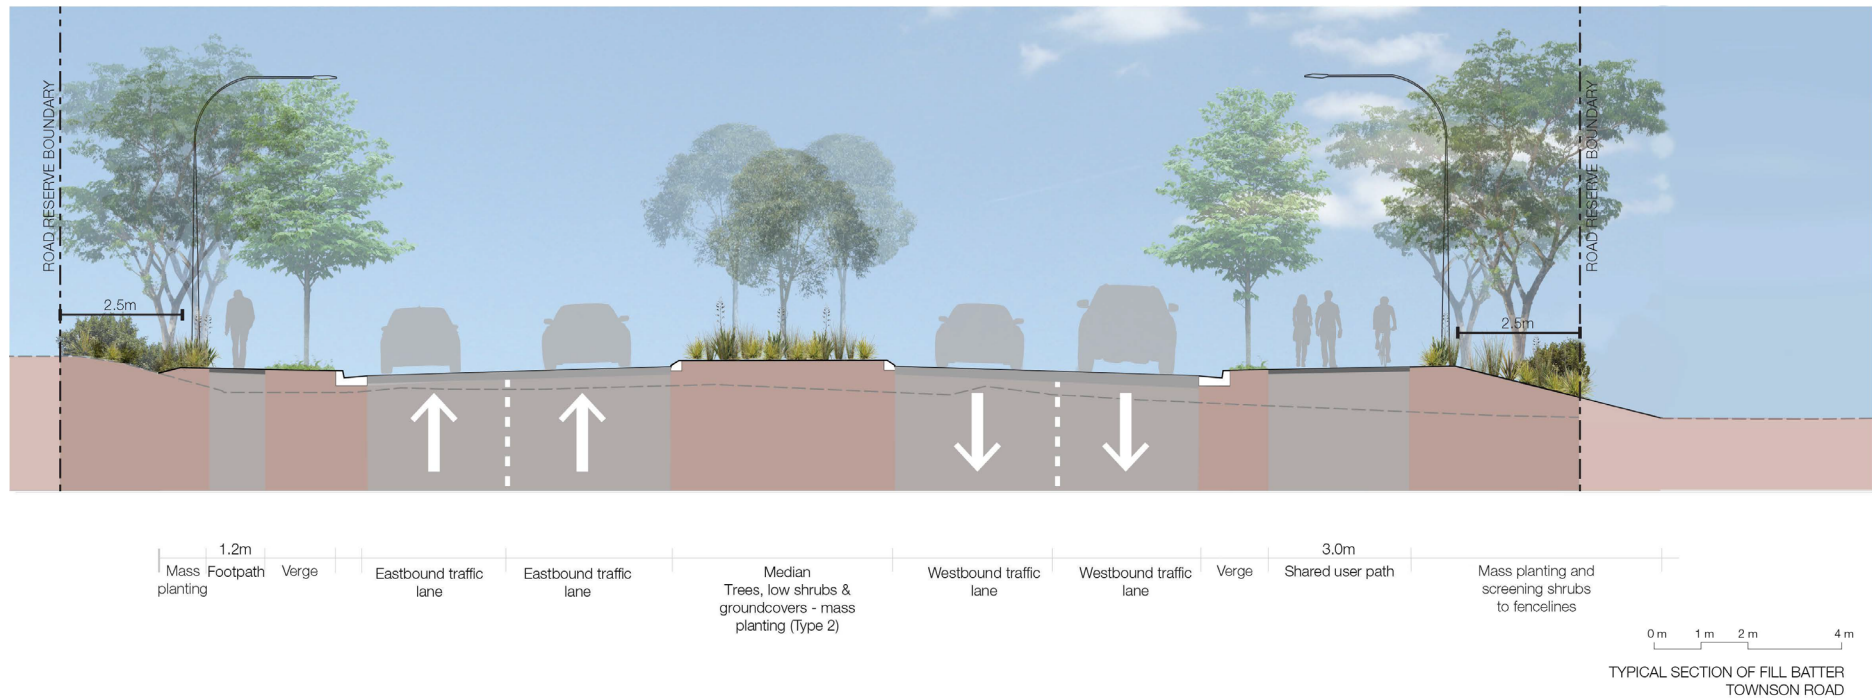 ROAD RESERVE BOUNDARY
ROAD RESERVE BOUNDARY
2.5m
2.5m
1.2m
3.0m
Mass
planting
Footpath
Verge
Eastbound traffic
lane
Eastbound traffic
lane
Median
Trees, low shrubs &
groundcovers - mass
planting (Type 2)
Westbound traffic
lane
Westbound traffic
lane
Verge
Shared user path
Mass planting and
screening shrubs
to fencelines
0 m 1 m 2 m 4 m
TYPICAL SECTION OF FILL BATTER
TOWNSON ROAD